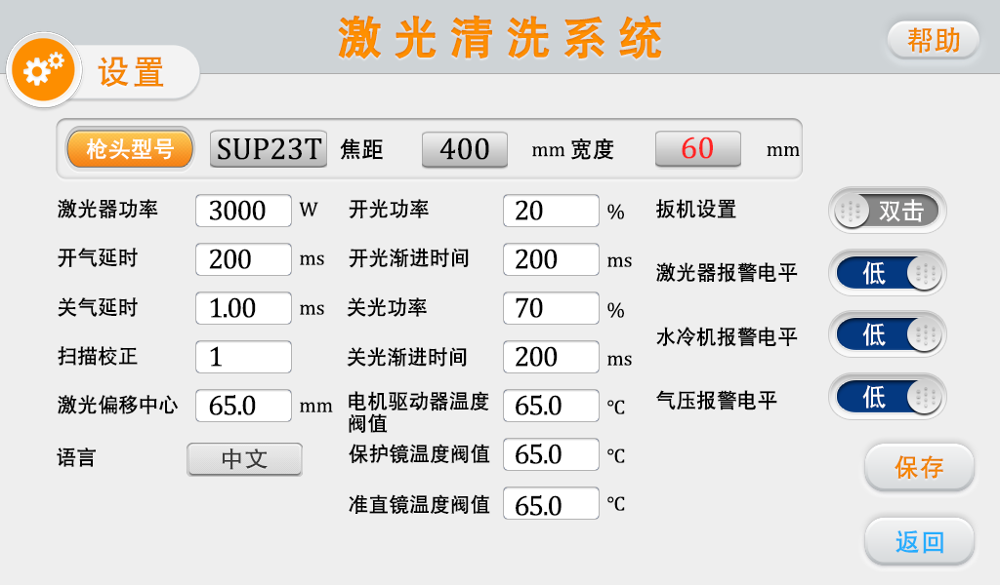 激光清洗系统
帮助
设置
枪头型号 SUP23T 焦距 400 mm 宽度 60 mm
激光器功率 3000 W 开光功率 20 % 扳机设置 双击
开气延时 200 ms 开光渐进时间 200 ms
激光器报警电平 低
关气延时 1.00 ms 关光功率 70 %
水冷机报警电平 低
扫描校正 1 关光渐进时间 200 ms
激光偏移中心 65.0 mm 电机驱动器温度
阀值 65.0 ℃
气压报警电平 低
语言 中文 保护镜温度阀值 65.0 ℃
保存
准直镜温度阀值 65.0 ℃
返回